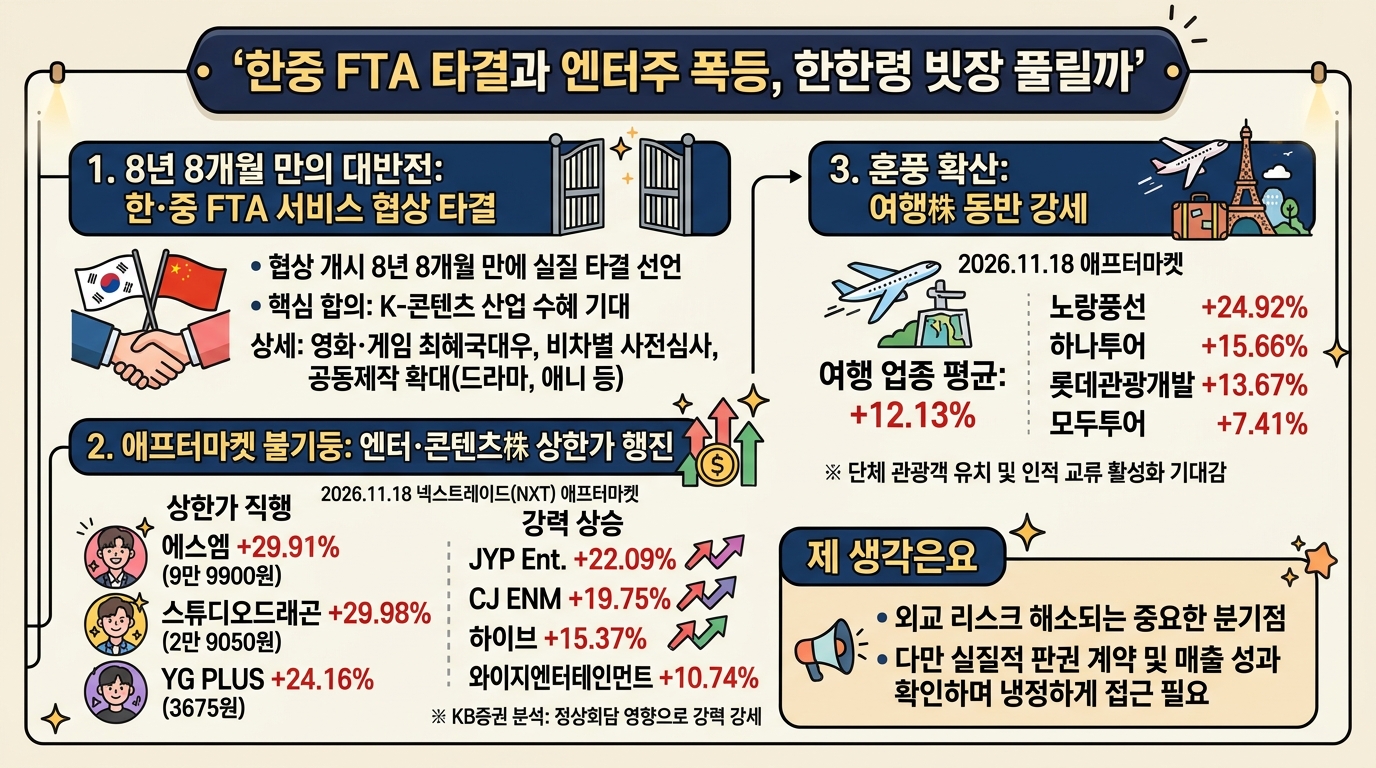 ‘한중 FTA 타결과 엔터주 폭등, 한한령 빗장 풀릴까’
1. 8년 8개월 만의 대반전:
한·중 FTA 서비스 협상 타결
• 협상 개시 8년 8개월 만에 실질 타결 선언
• 핵심 합의: K-콘텐츠 산업 수혜 기대
상세: 영화·게임 최혜국대우, 비차별 사전심사,
공동제작 확대(드라마, 애니 등)
2. 애프터마켓 불기둥: 엔터·콘텐츠株 상한가 행진
2026.11.18 넥스트레이드(NXT) 애프터마켓
상한가 직행
에스엠 +29.91%
(9만 9900원)
스튜디오드래곤 +29.98%
(2만 9050원)
YG PLUS +24.16%
(3675원)
강력 상승
JYP Ent. +22.09%
CJ ENM +19.75%
하이브 +15.37%
와이지엔터테인먼트 +10.74%
※ KB증권 분석: 정상회담 영향으로 강력 강세
3. 훈풍 확산:
여행株 동반 강세
2026.11.18 애프터마켓
여행 업종 평균:
+12.13%
노랑풍선 +24.92%
하나투어 +15.66%
롯데관광개발 +13.67%
모두투어 +7.41%
※ 단체 관광객 유치 및 인적 교류 활성화 기대감
제 생각은요
• 외교 리스크 해소되는 중요한 분기점
• 다만 실질적 판권 계약 및 매출 성과
확인하며 냉정하게 접근 필요